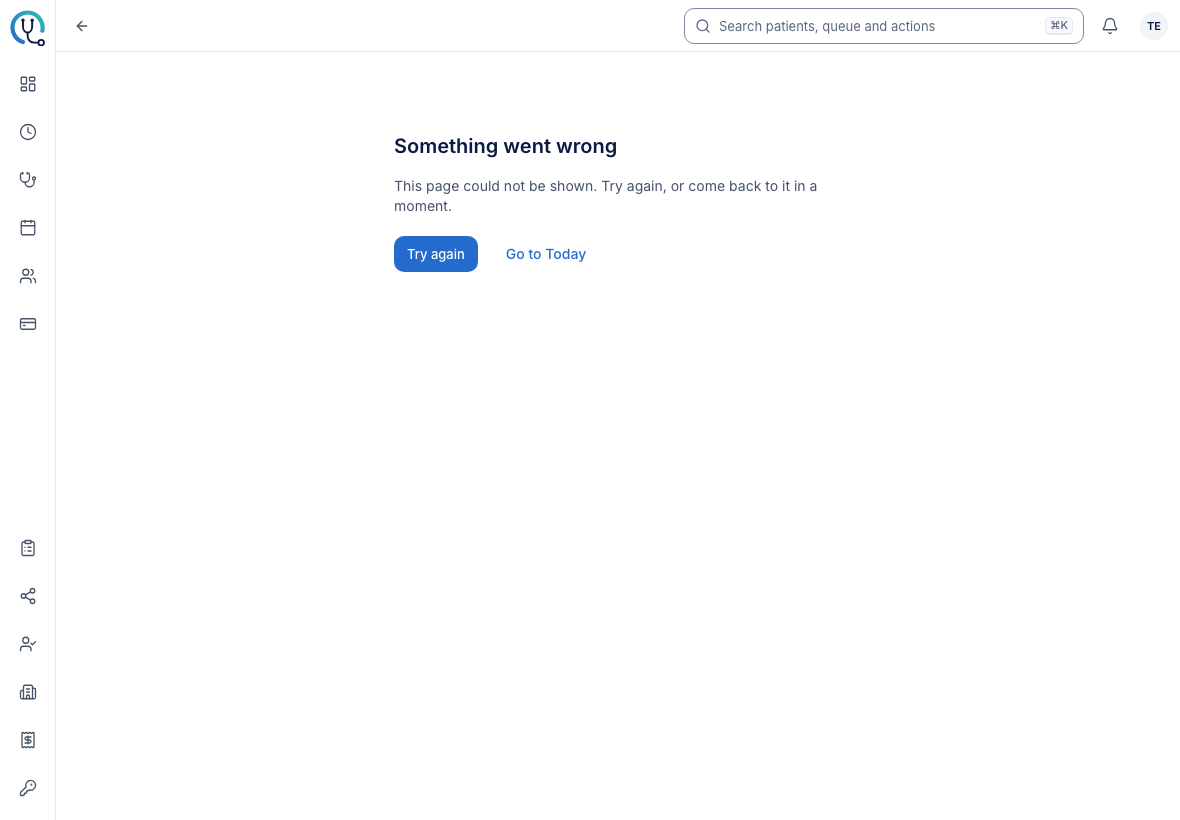 Search patients, queue and actions
⌘K
TE
Something went wrong
This page could not be shown. Try again, or come back to it in a
moment.
Try again
Go to Today